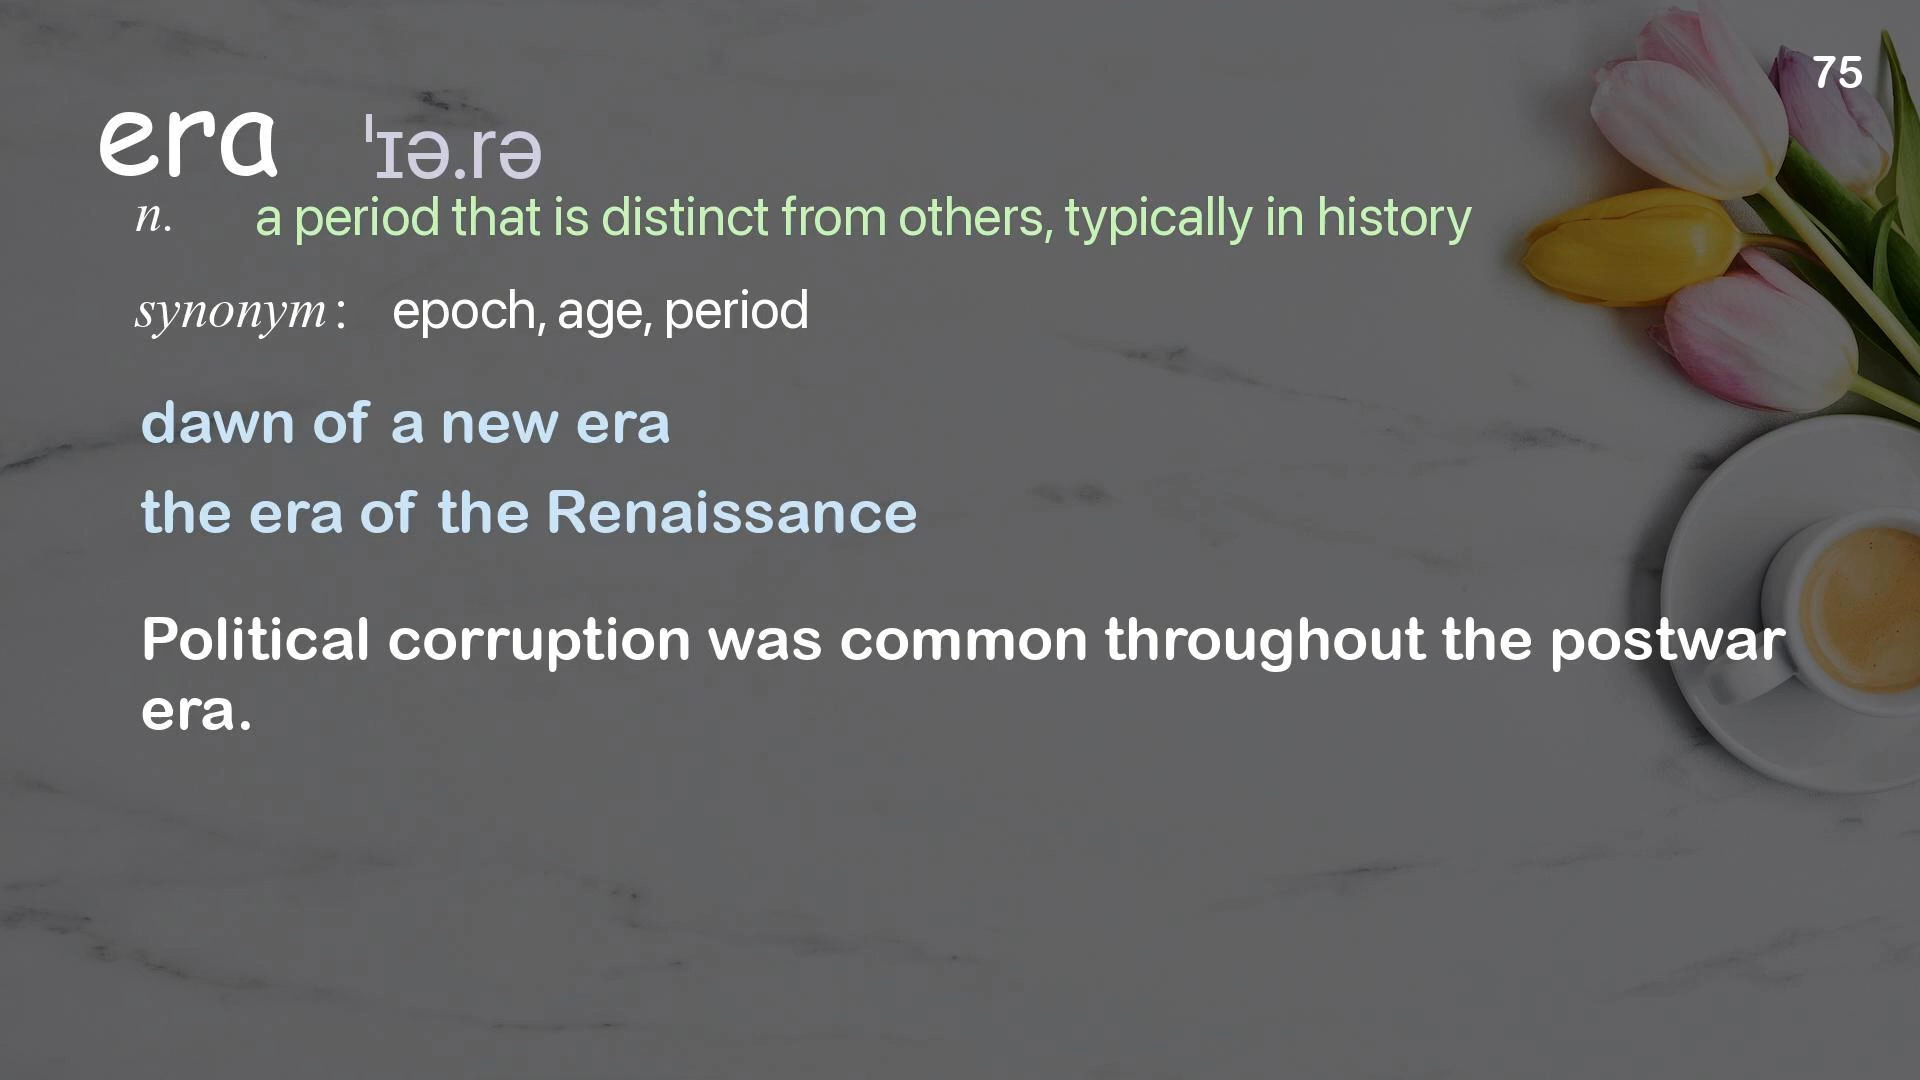 75
era ˈɪə.rə
n. a period that is distinct from others, typically in history
synonym: epoch, age, period
dawn of a new era
the era of the Renaissance
Political corruption was common throughout the postwar
era.